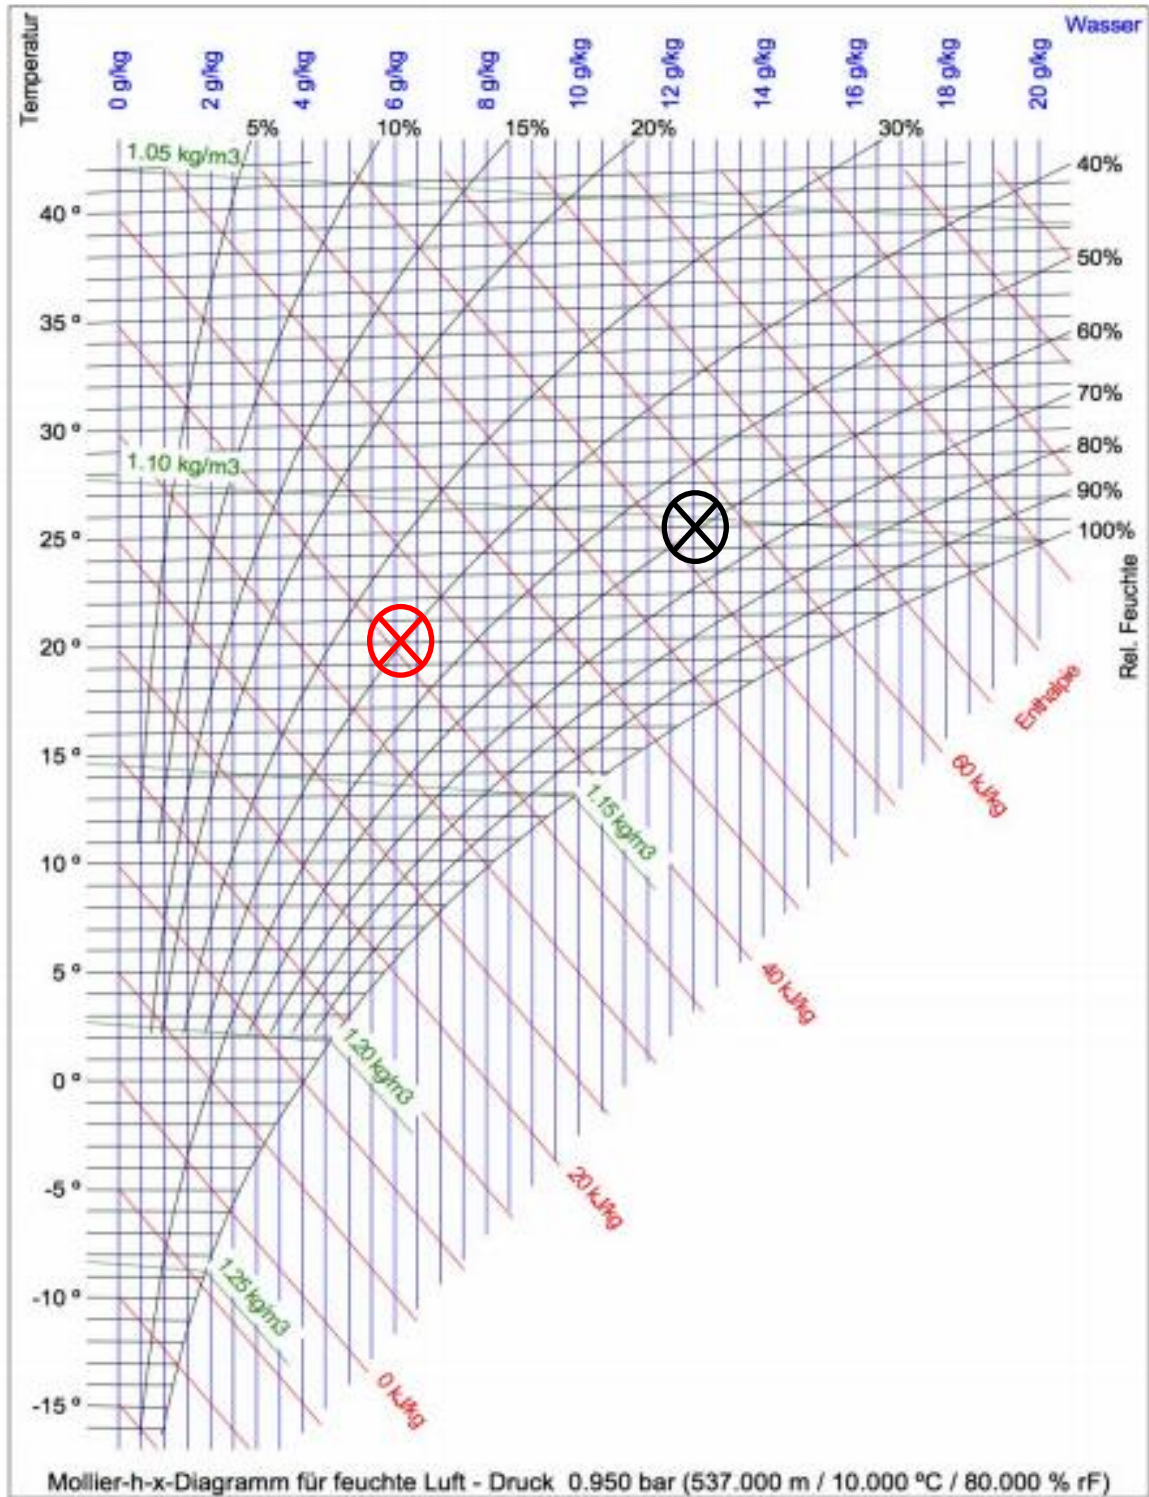 Wasser
Temperatur
0 g/kg
2 g/kg
4 g/kg
6 g/kg
8 g/kg
10 g/kg
12 g/kg
14 g/kg
16 g/kg
18 g/kg
20 g/kg
5%
10%
15%
20%
30%
1.05 kg/m3
40%
40 °
50%
35 °
60%
70%
30 °
80%
1.10 kg/m3
90%
25 °
100%
Rel. Feuchte
20 °
Enthalpie
15 °
60 kJ/kg
1.15 kg/m3
10 °
5 °
40 kJ/kg
1.20 kg/m3
0 °
-5 °
20 kJ/kg
1.25 kg/m3
-10 °
0 kJ/kg
-15 °
Mollier-h-x-Diagramm für feuchte Luft - Druck 0.950 bar (537.000 m / 10.000 ºC / 80.000 % rF)